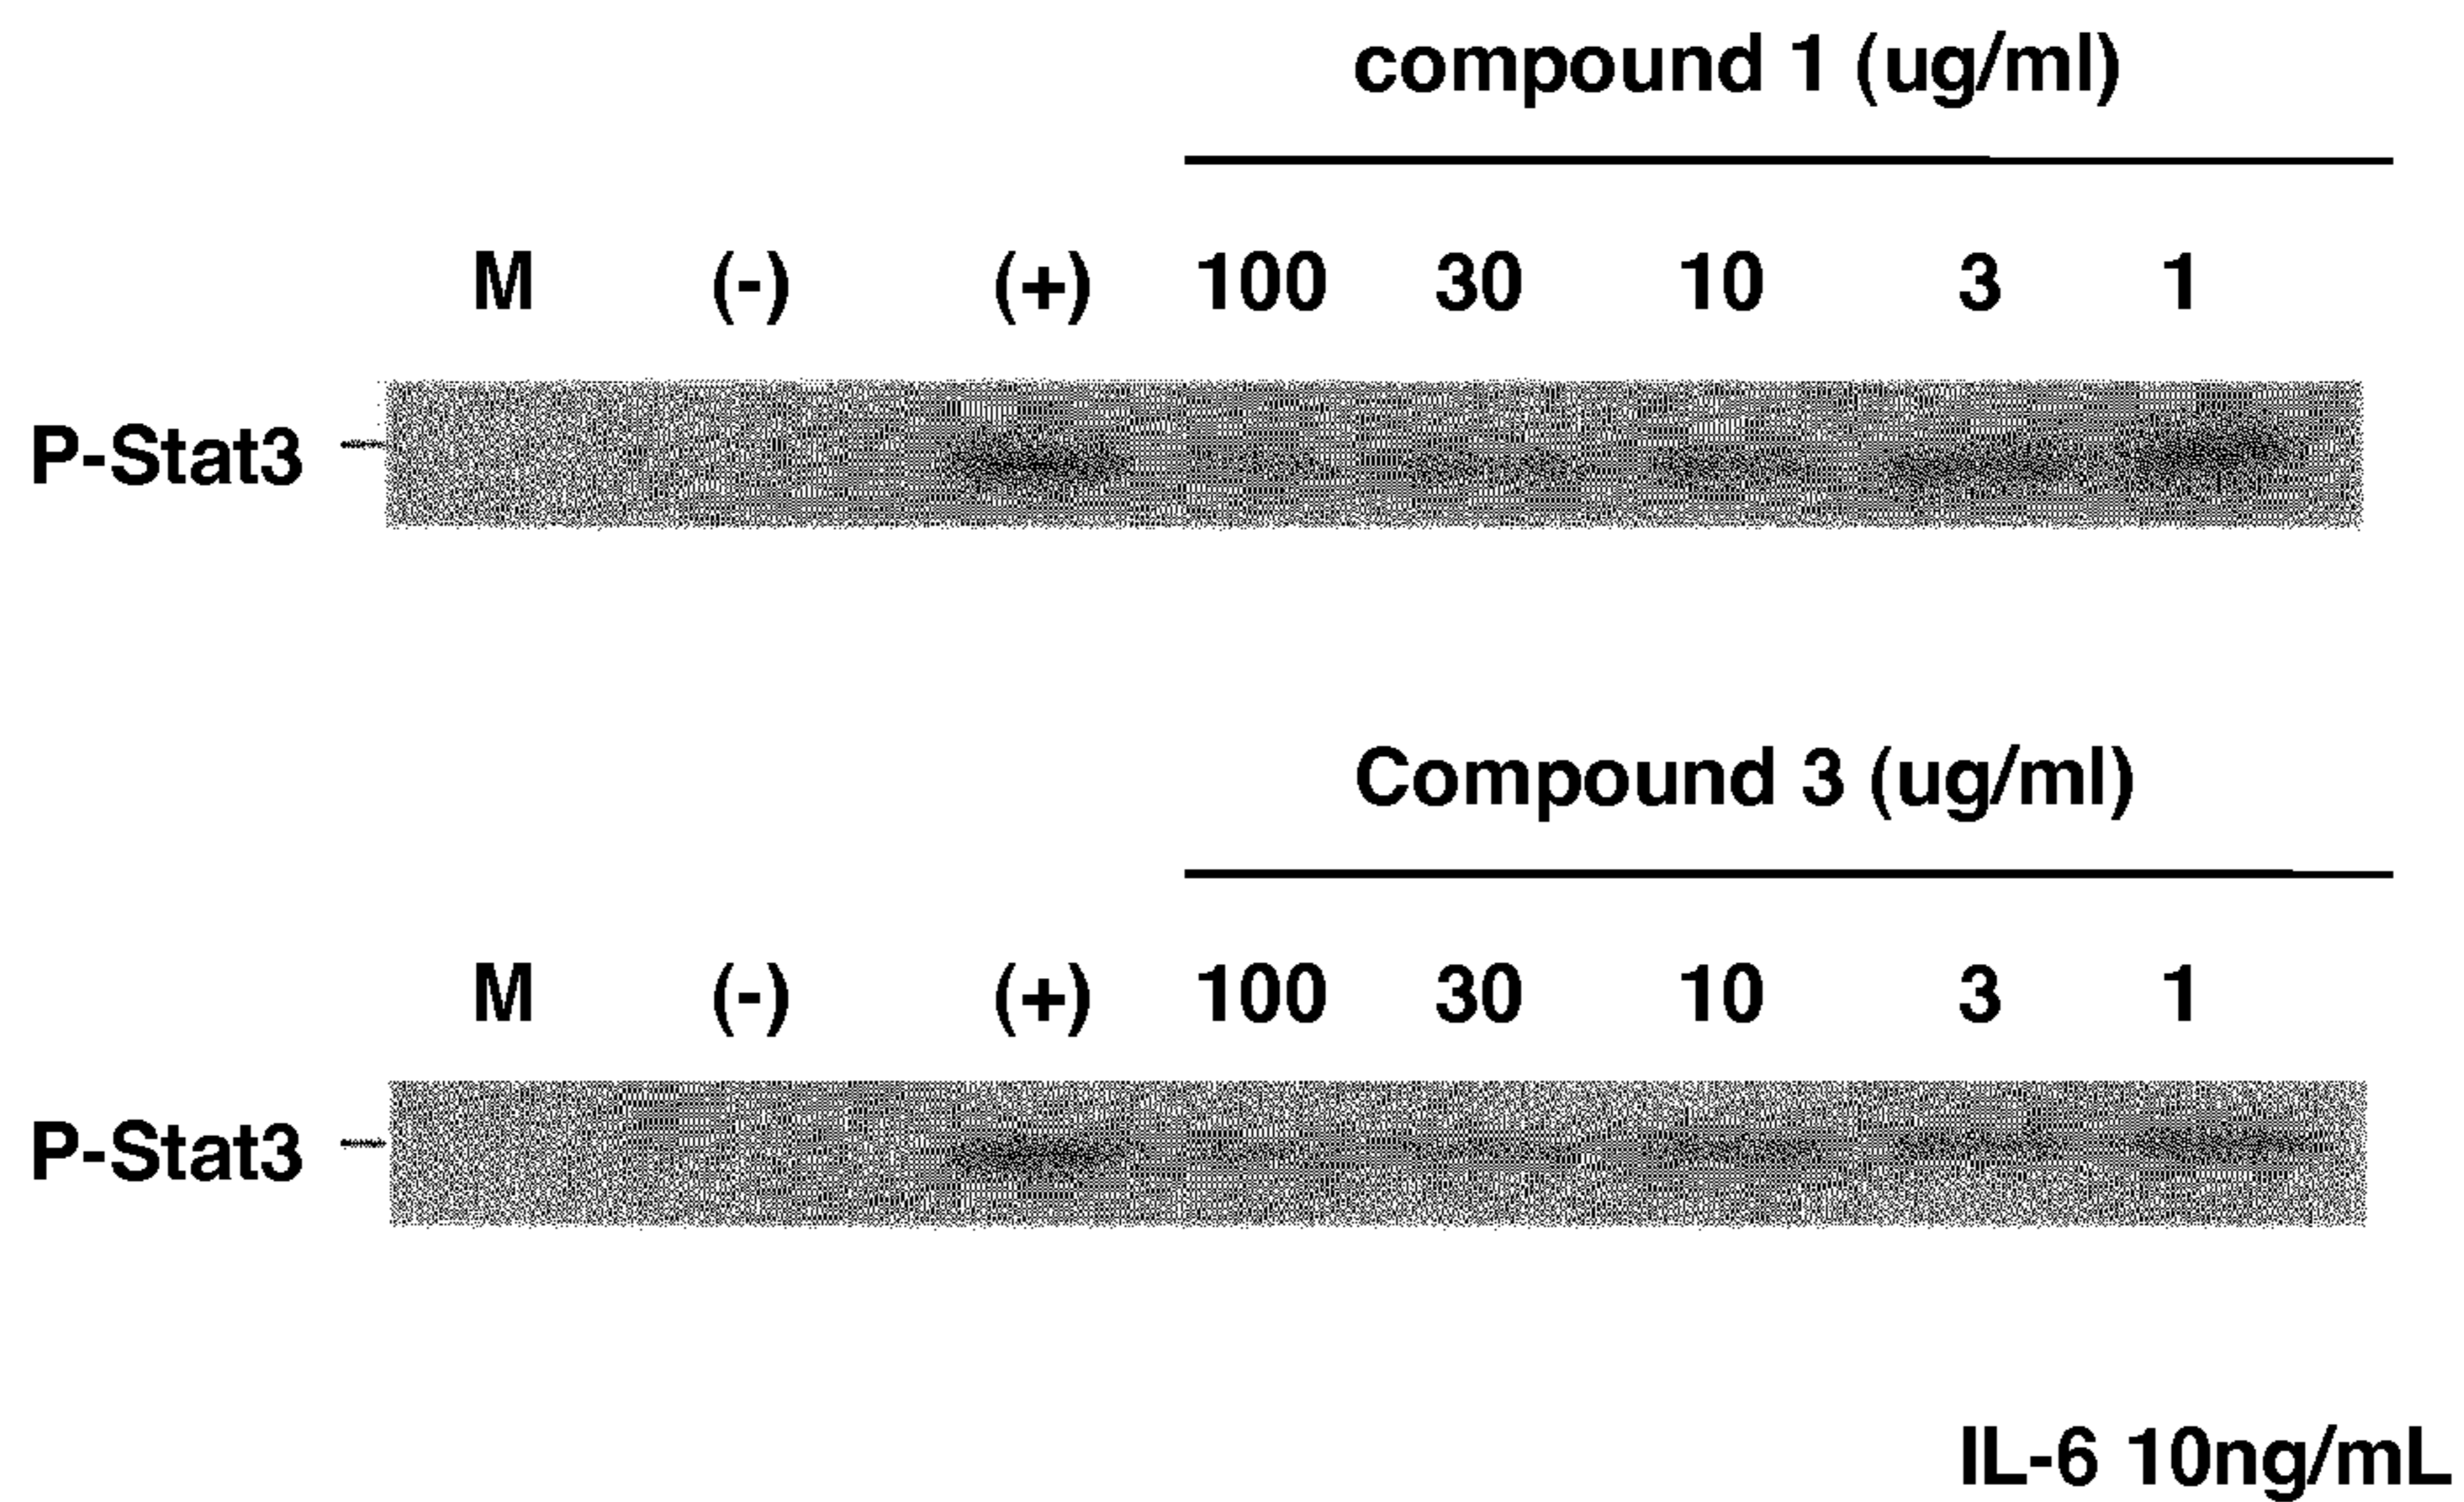 compound 1 (ug/ml)
M (-) (+) 100 30 10 3 1
P-Stat3
Compound 3 (ug/ml)
M (-) (+) 100 30 10 3 1
P-Stat3
IL-6 10ng/mL